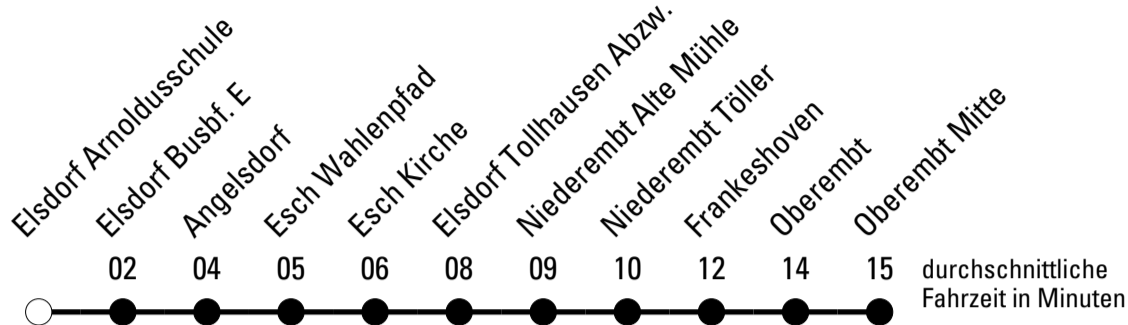 Elsdorf Arnoldusschule
Elsdorf Busbf. E
Angelsdorf
Esch Wahlenpfad
Esch Kirche
Elsdorf Tollhausen Abzw.
Niederembt Alte Mühle
Niederembt Töller
Frankeshoven
Oberembt
Oberembt Mitte
02 04 05 06 08 09 10 12 14 15
durchschnittliche
Fahrzeit in Minuten